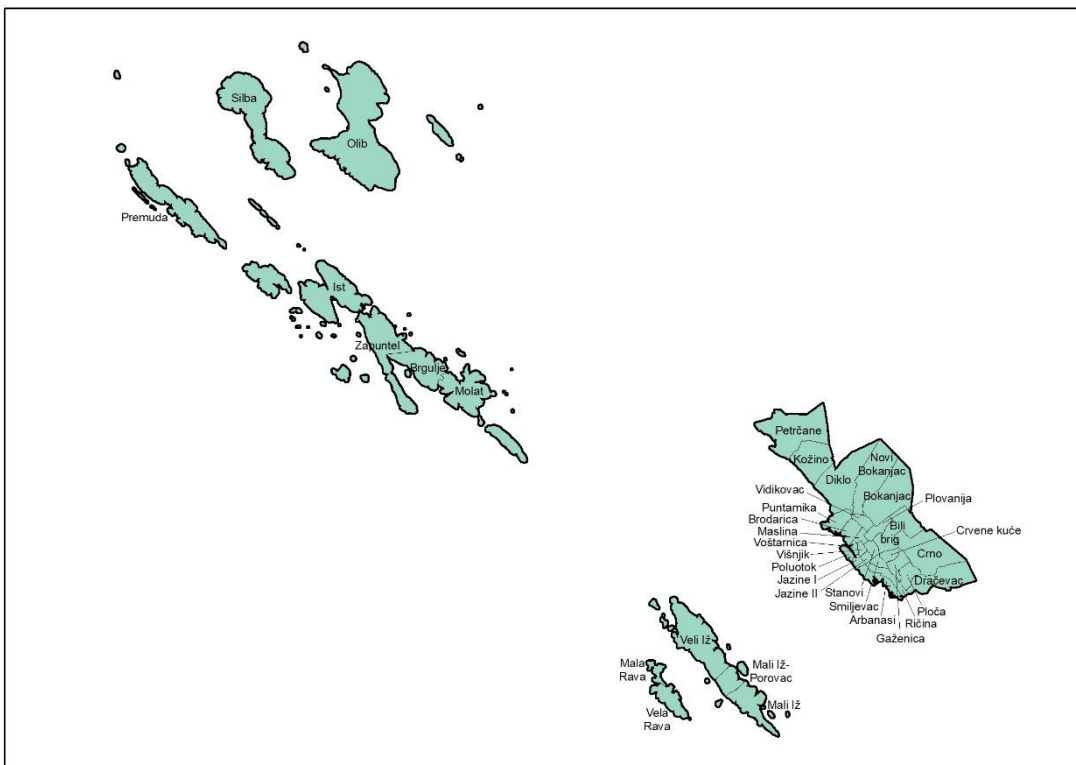 Silba
Olib
Premuda
Ist
Zapuntel
Brgulje
Molat
Petrčane
Kožino
Diklo
Novi
Bokanjac
Bokanjac
Vidikovac
Plovanija
Puntamika
Brodarica
Bili
brig
Maslina
Crvene kuće
Voštarnica
Višnjik
Crno
Poluotok
Jazine I
Dračevac
Jazine II
Stanovi
Smiljevac
Ploča
Arbanasi
Ričina
Gaženica
Veli Iž
Mala
Rava
Mali Iž-
Porovac
Mali Iž
Vela
Rava